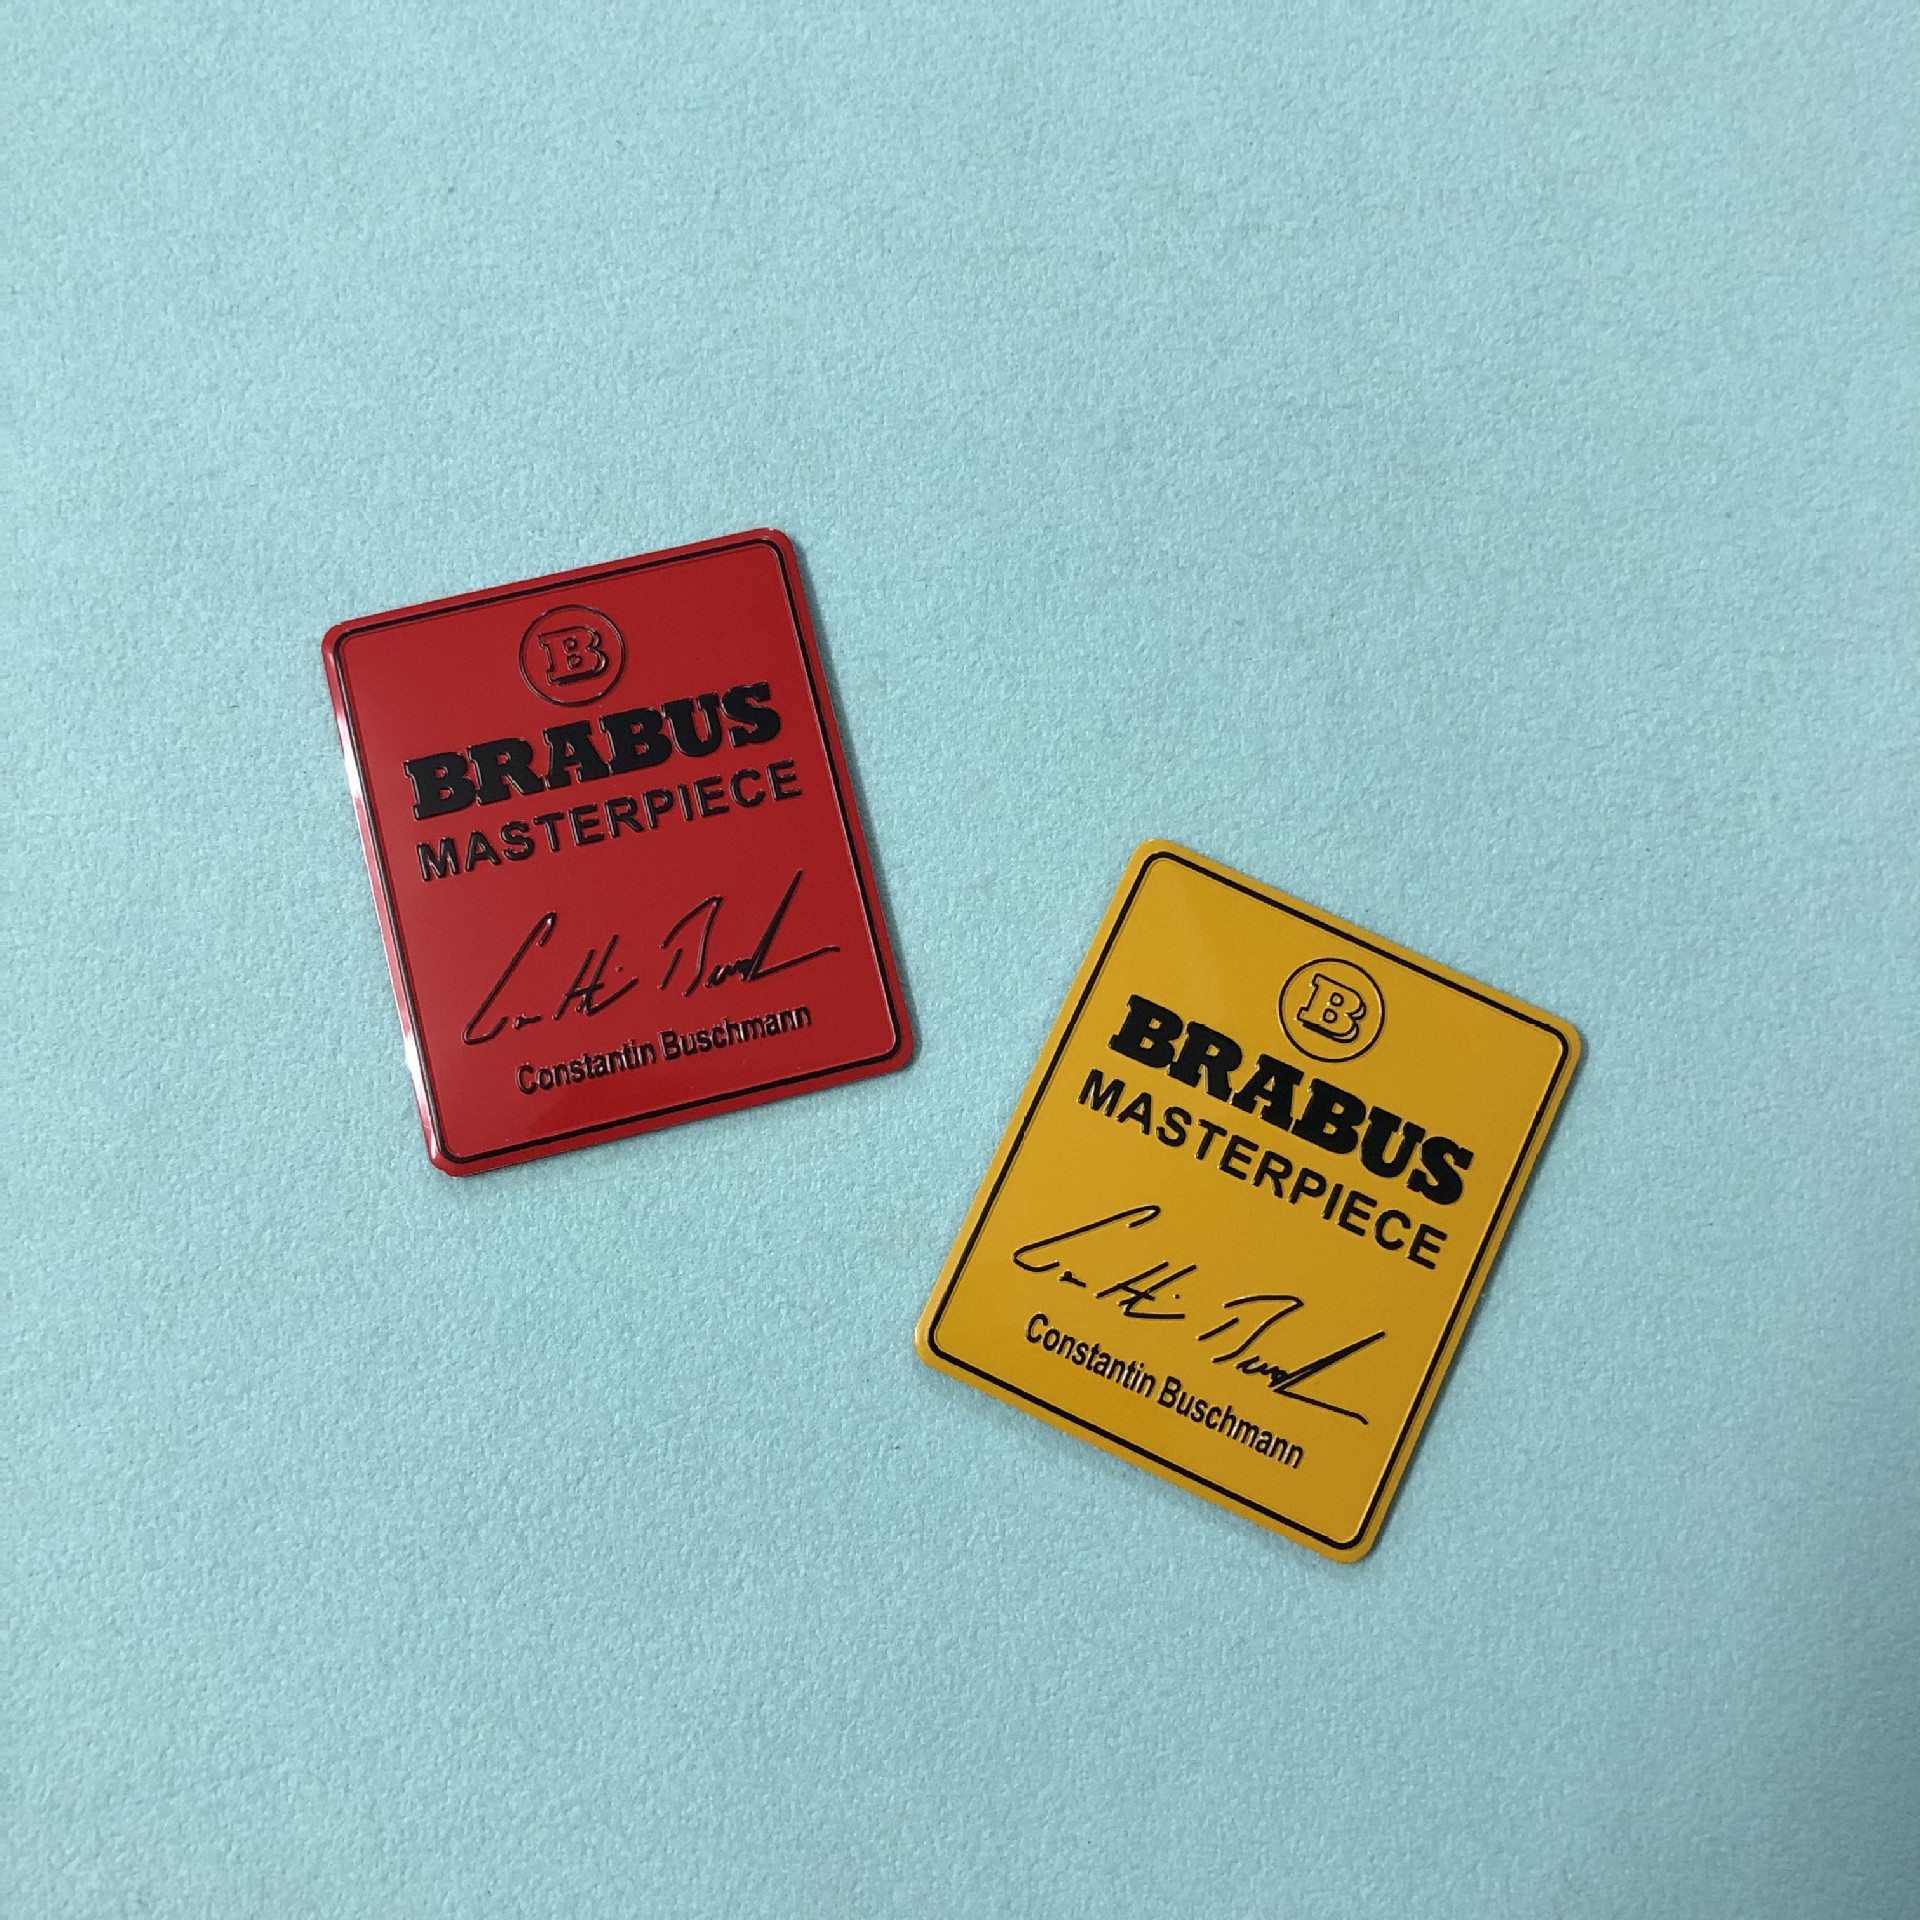 B
BRABUS
MASTERPIECE
Constantin Buschmann
B
BRABUS
MASTERPIECE
Constantin Buschmann